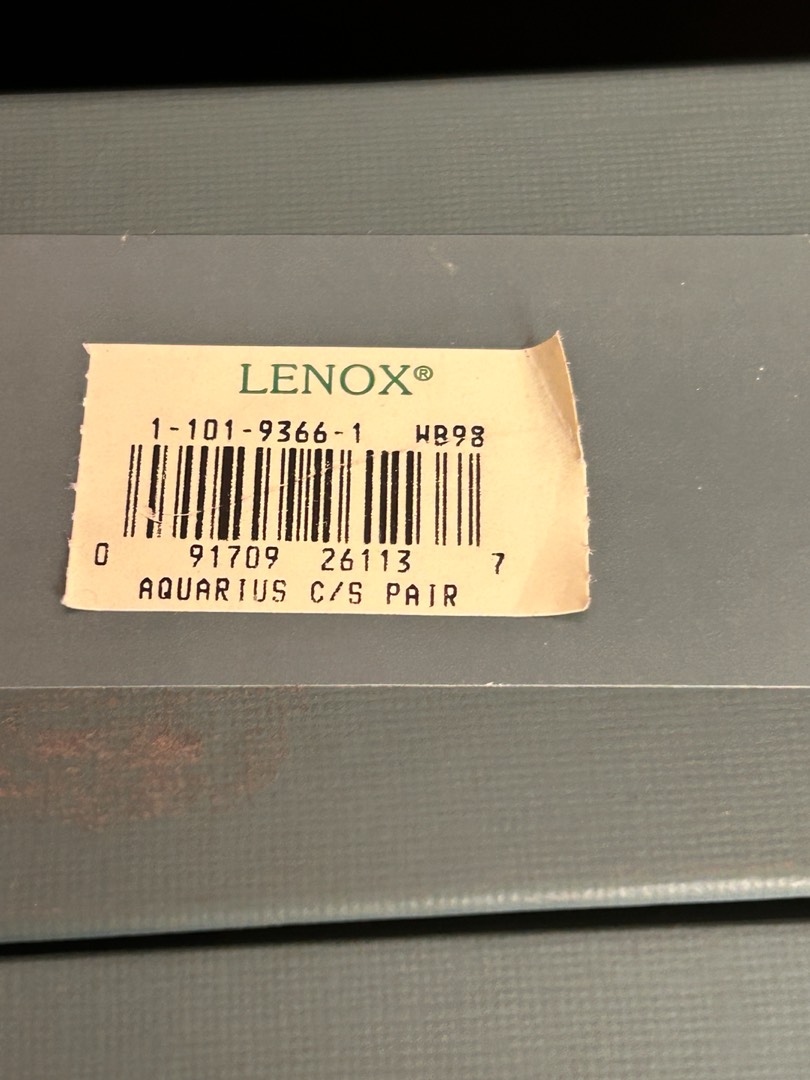 LENOX®
1-101-9366-1 WB98
0 91709 26113 7
AQUARIUS C/S PAIR